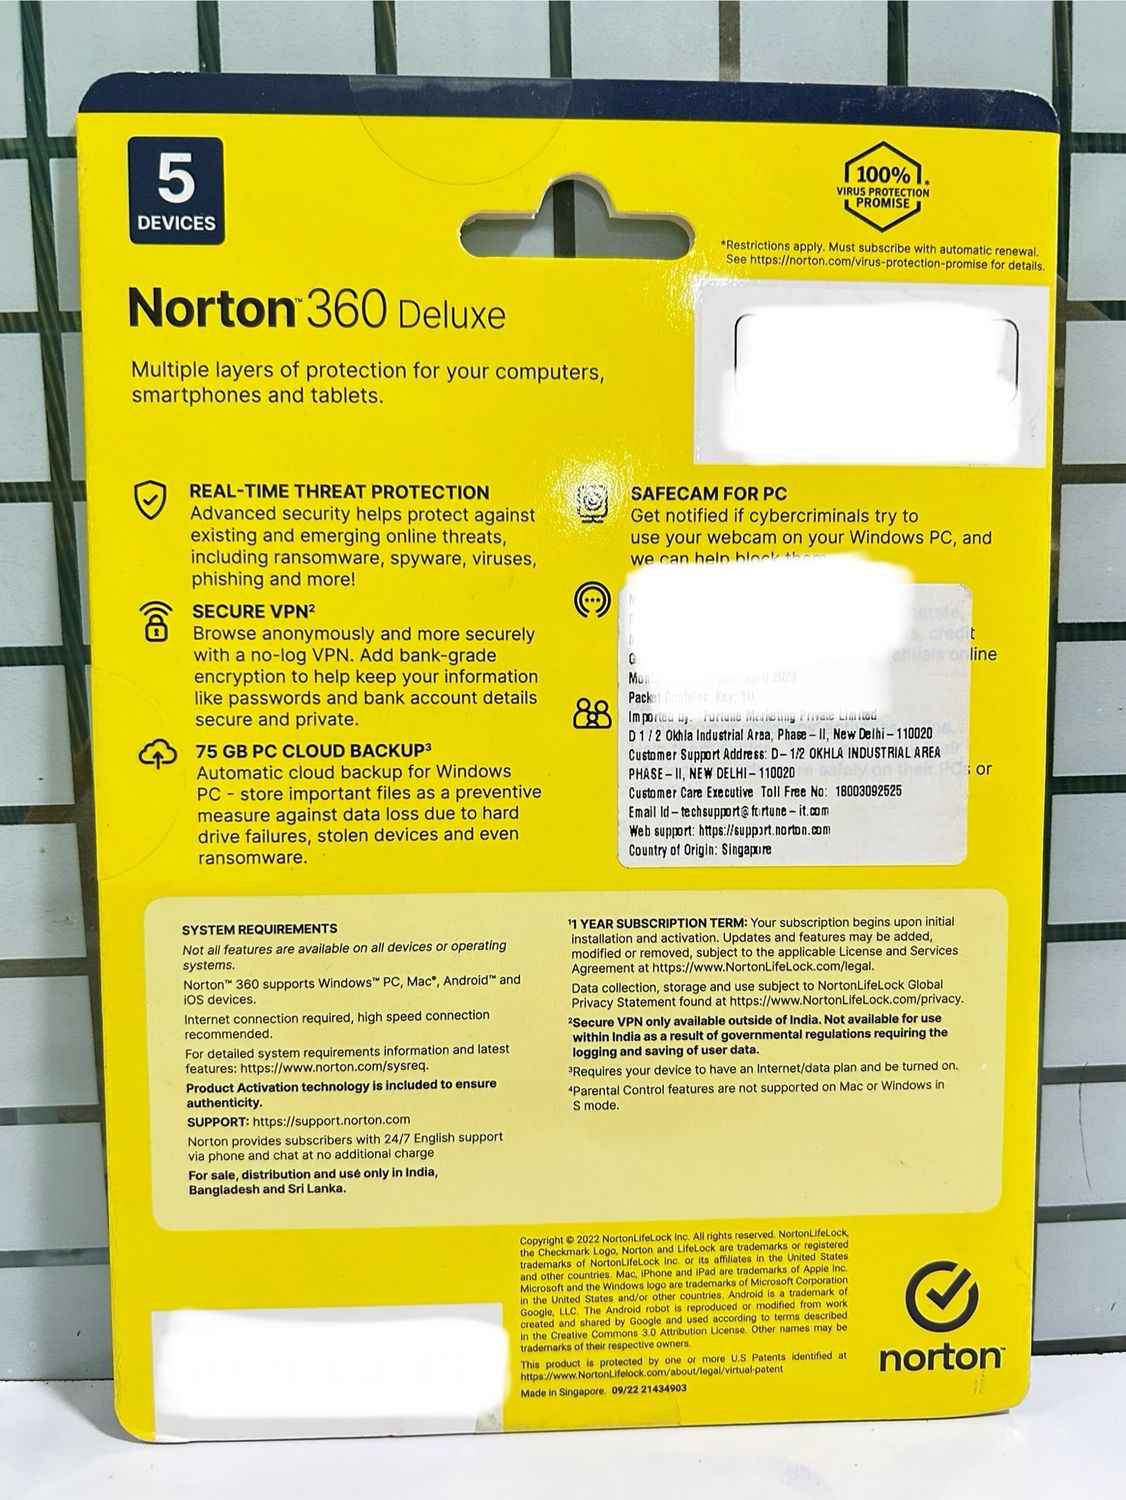 5
DEVICES
100%
VIRUS PROTECTION
PROMISE
*
*Restrictions apply. Must subscribe with automatic renewal.
See https://norton.com/virus-protection-promise for details.
Norton™ 360 Deluxe
Multiple layers of protection for your computers,
smartphones and tablets.
REAL-TIME THREAT PROTECTION
Advanced security helps protect against
existing and emerging online threats,
including ransomware, spyware, viruses,
phishing and more!
SECURE VPN²
Browse anonymously and more securely
with a no-log VPN. Add bank-grade
encryption to help keep your information
like passwords and bank account details
secure and private.
75 GB PC CLOUD BACKUP³
Automatic cloud backup for Windows
PC - store important files as a preventive
measure against data loss due to hard
drive failures, stolen devices and even
ransomware.
SAFECAM FOR PC
Get notified if cybercriminals try to
use your webcam on your Windows PC, and
we can help block them
credit
online
April 2023
Packet Contains: Key: 1U
Imported by: Fortune Marketing Private Limited
D 1 / 2 Okhla Industrial Area, Phase - II, New Delhi - 110020
Customer Support Address: D- 1/2 OKHLA INDUSTRIAL AREA
PHASE - II, NEW DELHI - 110020
or
Customer Care Executive Toll Free No: 18003092525
Email Id - techsupport@fortune - it.com
Web support: https://support.norton.com
Country of Origin: Singapore
SYSTEM REQUIREMENTS
Not all features are available on all devices or operating
systems.
Norton™ 360 supports Windows™ PC, Mac®, Android™ and
iOS devices.
Internet connection required, high speed connection
recommended.
For detailed system requirements information and latest
features: https://www.norton.com/sysreq.
Product Activation technology is included to ensure
authenticity.
SUPPORT: https://support.norton.com
Norton provides subscribers with 24/7 English support
via phone and chat at no additional charge
For sale, distribution and use only in India,
Bangladesh and Sri Lanka.
¹1 YEAR SUBSCRIPTION TERM: Your subscription begins upon initial
installation and activation. Updates and features may be added,
modified or removed, subject to the applicable License and Services
Agreement at https://www.NortonLifeLock.com/legal.
Data collection, storage and use subject to NortonLifeLock Global
Privacy Statement found at https://www.NortonLifeLock.com/privacy.
²Secure VPN only available outside of India. Not available for use
within India as a result of governmental regulations requiring the
logging and saving of user data.
³Requires your device to have an Internet/data plan and be turned on.
⁴Parental Control features are not supported on Mac or Windows in
S mode.
Copyright © 2022 NortonLifeLock Inc. All rights reserved. NortonLifeLock,
the Checkmark Logo, Norton and LifeLock are trademarks or registered
trademarks of NortonLifeLock Inc. or its affiliates in the United States
and other countries. Mac, iPhone and iPad are trademarks of Apple Inc.
Microsoft and the Windows logo are trademarks of Microsoft Corporation
in the United States and/or other countries. Android is a trademark of
Google, LLC. The Android robot is reproduced or modified from work
created and shared by Google and used according to terms described
in the Creative Commons 3.0 Attribution License. Other names may be
trademarks of their respective owners.
This product is protected by one or more U.S Patents identified at
https://www.NortonLifelock.com/about/legal/virtual-patent
Made in Singapore. 09/22 21434903
norton™